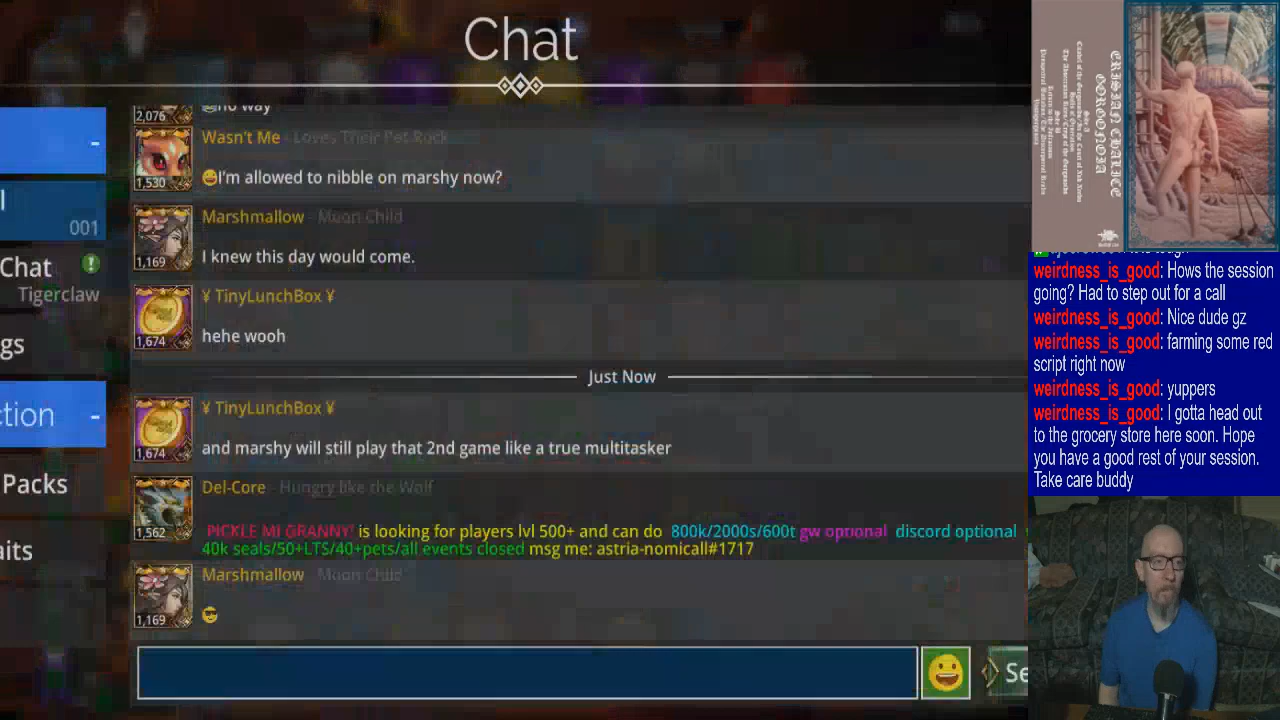 Chat
2,076
no way
Wasn't Me - Loves Their Pet Rock
1,530
I'm allowed to nibble on marshy now?
Marshmallow - Moon Child
1,169
I knew this day would come.
¥ TinyLunchBox ¥
1,674
hehe wooh
Just Now
¥ TinyLunchBox ¥
1,674
and marshy will still play that 2nd game like a true multitasker
Del-Core - Hungry like the Wolf
1,562
PICKLE MI GRANNY! is looking for players lvl 500+ and can do 800k/2000s/600t gw optional discord optional
40k seals/50+LTS/40+pets/all events closed msg me: astria-nomicall#1717
Marshmallow - Moon Child
1,169
Se
-
l
001
Chat
Tigerclaw
gs
ction -
Packs
aits
ERISIAN CHALICE
GORGONOIA
weirdness_is_good: Hows the session
going? Had to step out for a call
weirdness_is_good: Nice dude gz
weirdness_is_good: farming some red
script right now
weirdness_is_good: yuppers
weirdness_is_good: I gotta head out
to the grocery store here soon. Hope
you have a good rest of your session.
Take care buddy